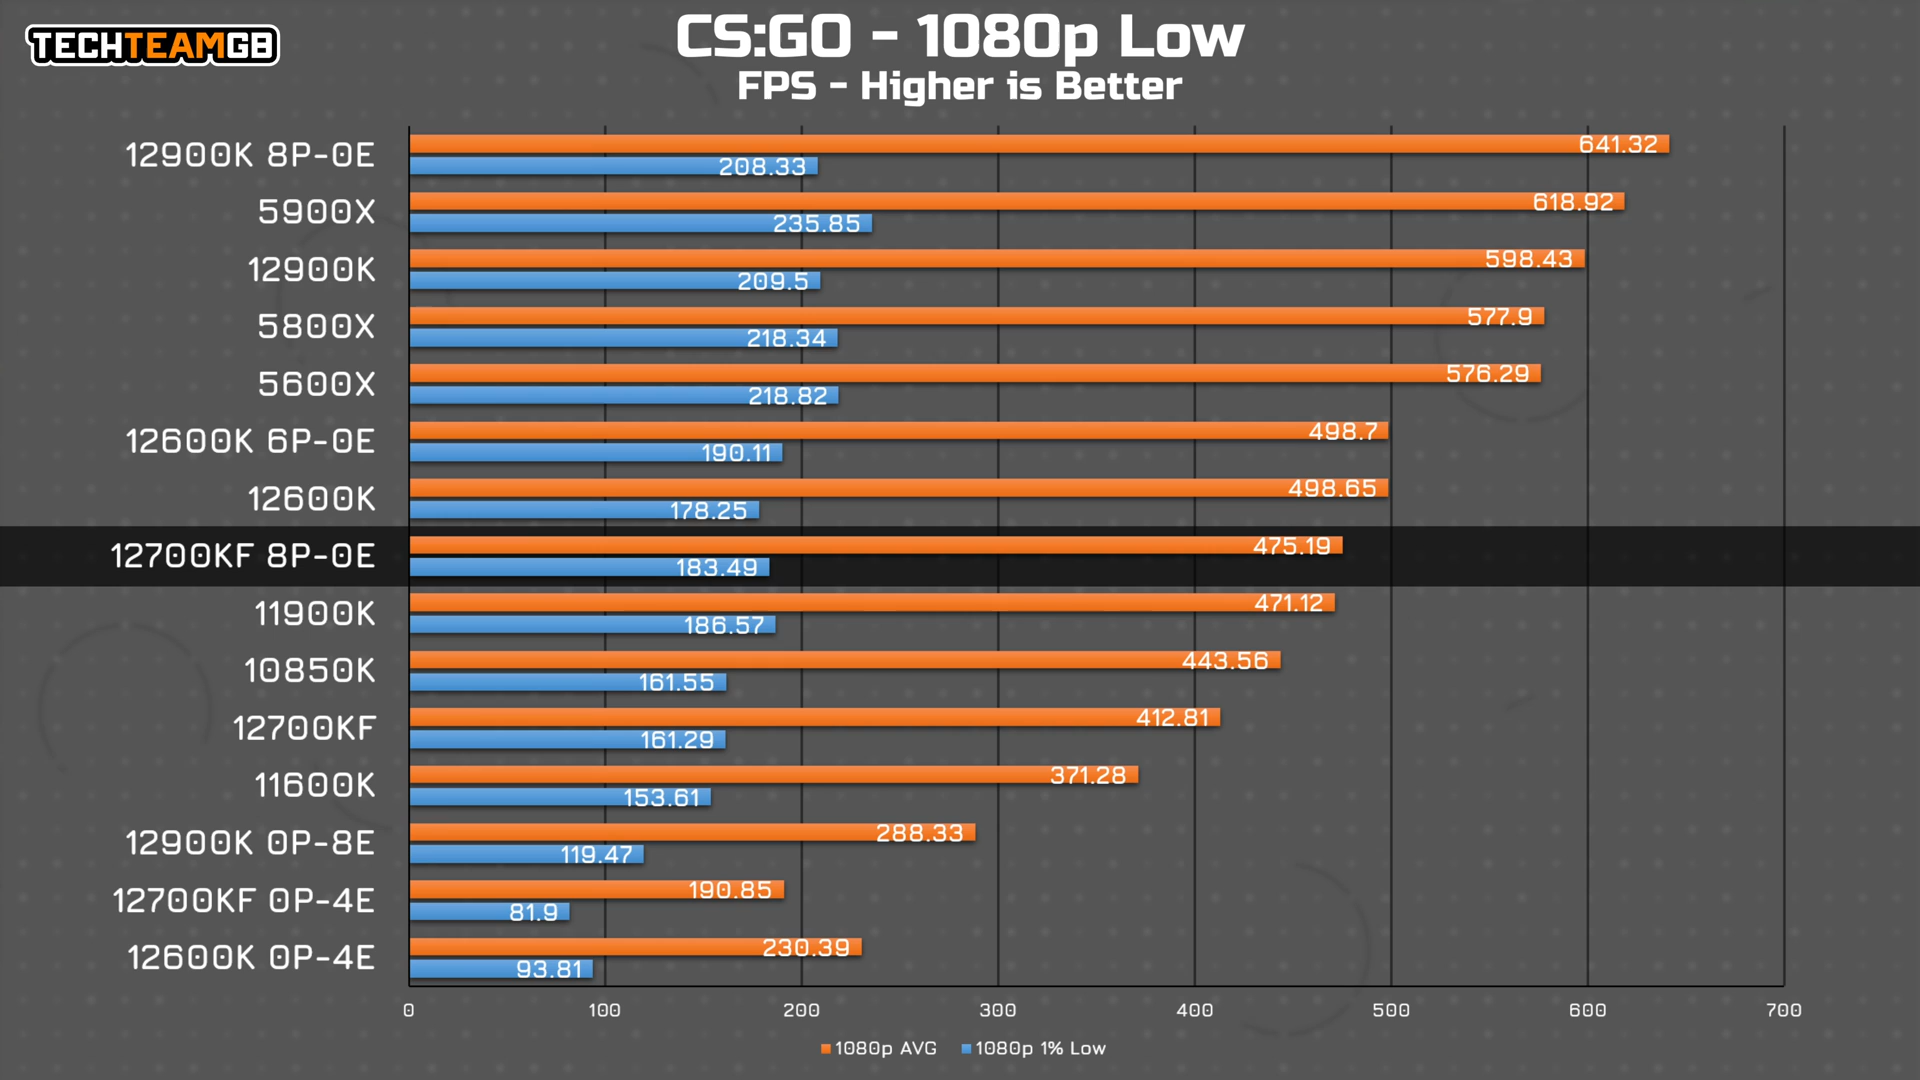 TECHTEAMGB
CS:GO - 1080p Low
FPS - Higher is Better
12900K 8P-0E
641.32
208.33
5900X
618.92
235.85
12900K
598.43
209.5
5800X
577.9
218.34
5600X
576.29
218.82
12600K 6P-0E
498.7
190.11
12600K
498.65
178.25
12700KF 8P-0E
475.19
183.49
11900K
471.12
186.57
10850K
443.56
161.55
12700KF
412.81
161.29
11600K
371.28
153.61
12900K 0P-8E
288.33
119.47
12700KF 0P-4E
190.85
81.9
12600K 0P-4E
230.39
93.81
0 100 200 300 400 500 600 700
1080p AVG 1080p 1% Low